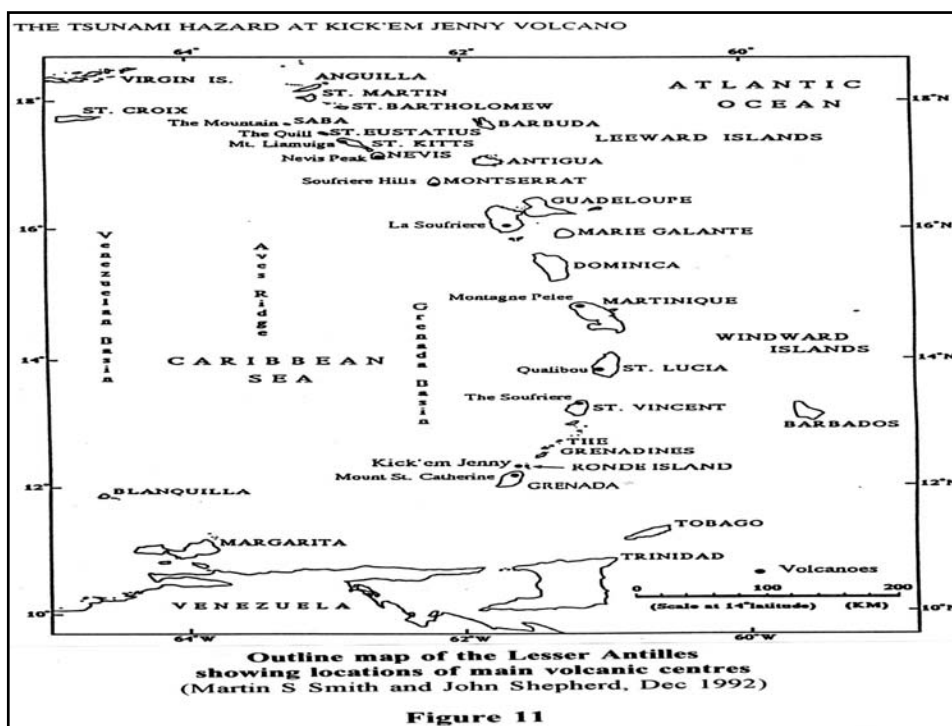 THE TSUNAMI HAZARD AT KICK'EM JENNY VOLCANO
64° 62° 60°
VIRGIN IS.
ANGUILLA
ST. MARTIN
ATLANTIC
OCEAN
18° 18°N
ST. CROIX
ST. BARTHOLOMEW
The Mountain SABA
BARBUDA
The Quill ST. EUSTATIUS
LEEWARD ISLANDS
Mt. Liamuiga ST. KITTS
Nevis Peak NEVIS
ANTIGUA
Soufriere Hills MONTSERRAT
GUADELOUPE
La Soufriere
16° 16°N
MARIE GALANTE
Venezuelan Basin
Aves Ridge
DOMINICA
Montagne Pelee MARTINIQUE
Grenada Basin
WINDWARD
ISLANDS
14° 14°N
CARIBBEAN
SEA
Qualibou ST. LUCIA
The Soufriere
ST. VINCENT
BARBADOS
THE
GRENADINES
Kick'em Jenny RONDE ISLAND
Mount St. Catherine GRENADA
12° 12°N
BLANQUILLA
TOBAGO
MARGARITA
TRINIDAD
Volcanoes
0 100 200
(Scale at 14°latitude) (KM)
VENEZUELA
10° 10°N
64°W 62°W 60°W
Outline map of the Lesser Antilles
showing locations of main volcanic centres
(Martin S Smith and John Shepherd, Dec 1992)
Figure 11